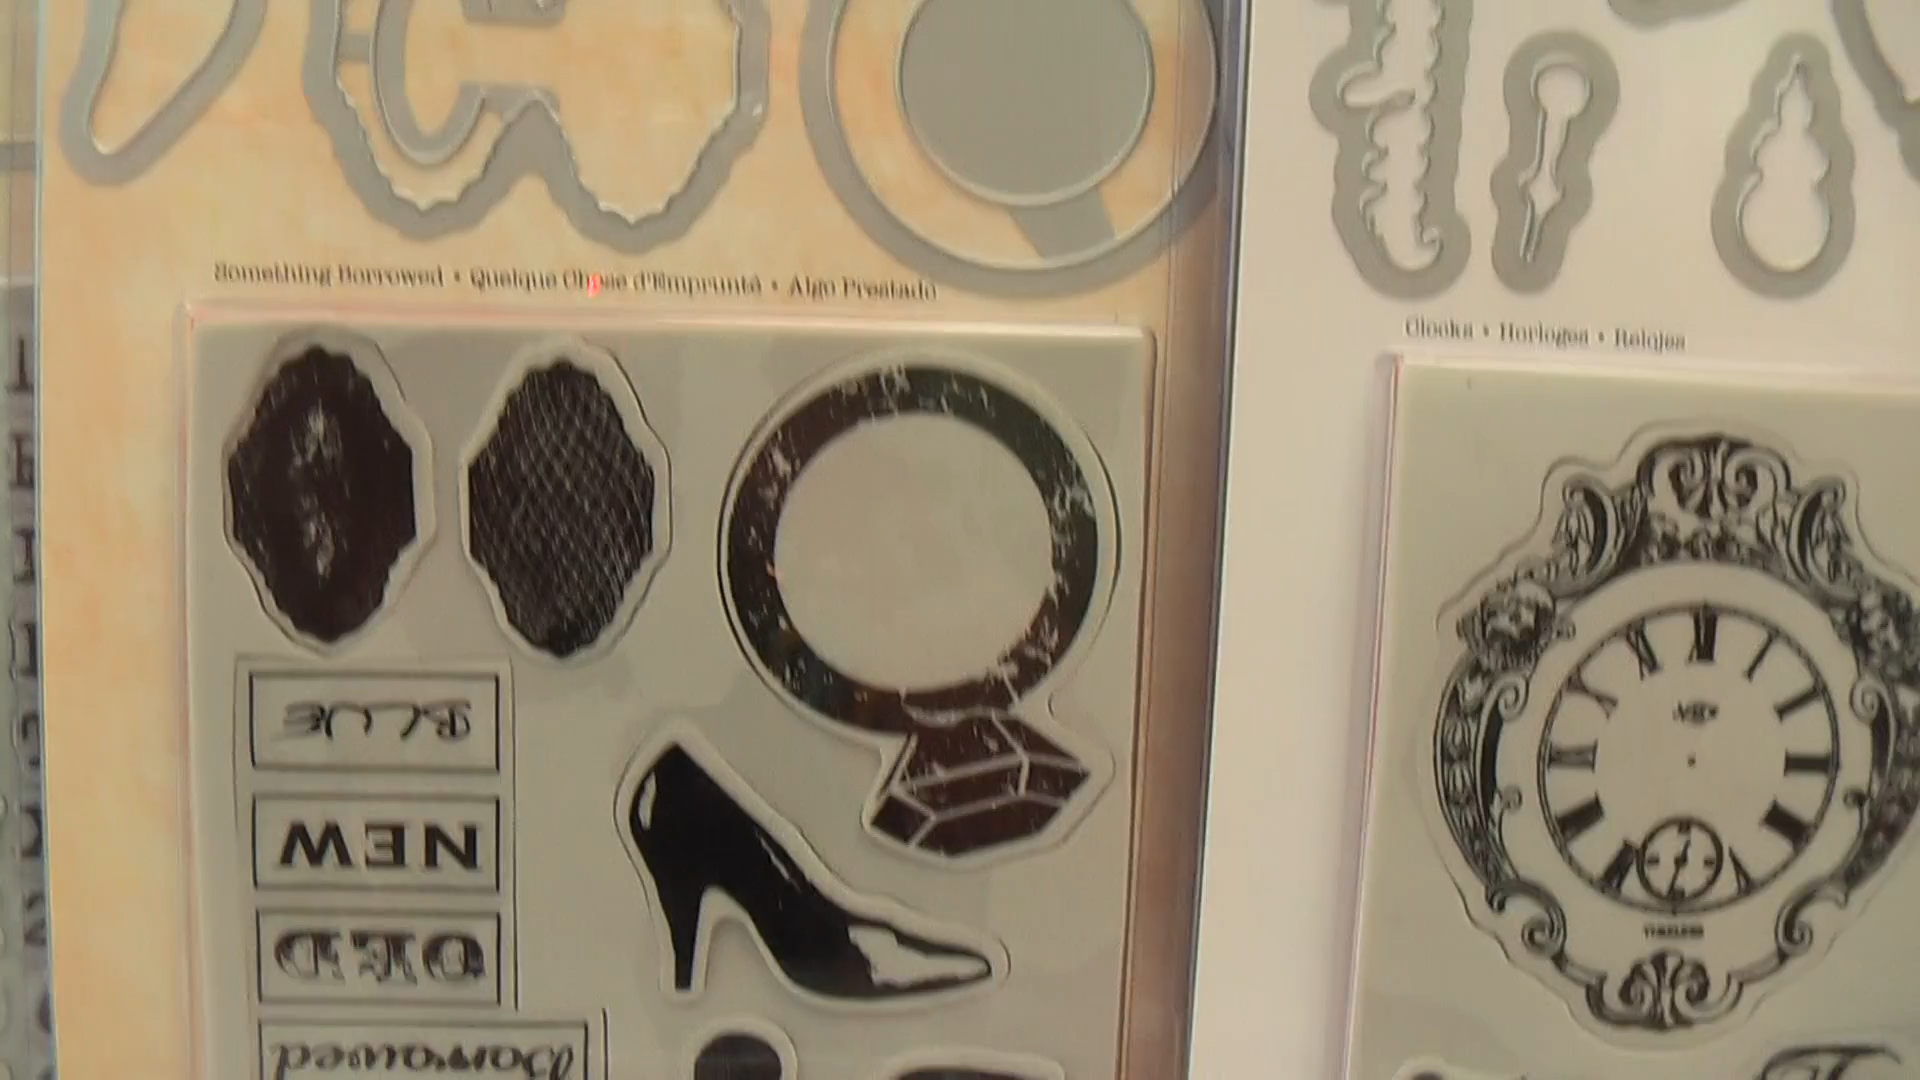 Something Borrowed • Quelque Chose d'Emprunté • Algo Prestado
Clocks • Horloges • Relojes
BLUE
NEW
OLD
Borrowed